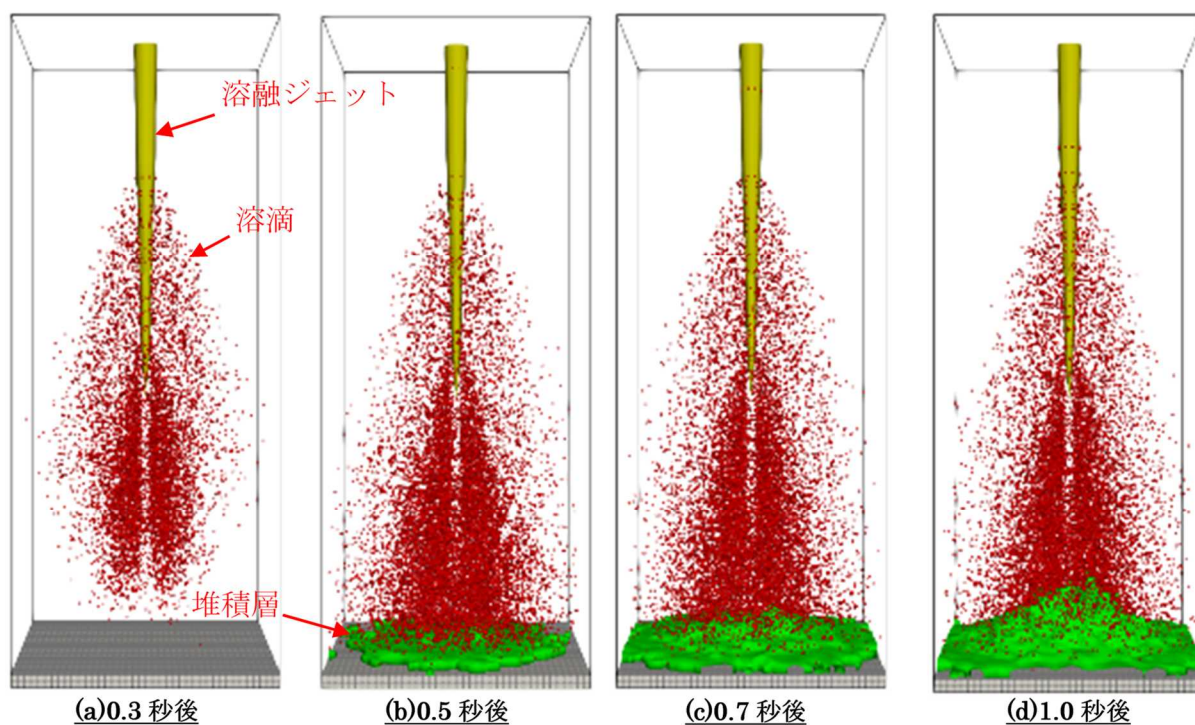 溶融ジェット
溶滴
堆積層
(a)0.3 秒後
(b)0.5 秒後
(c)0.7 秒後
(d)1.0 秒後